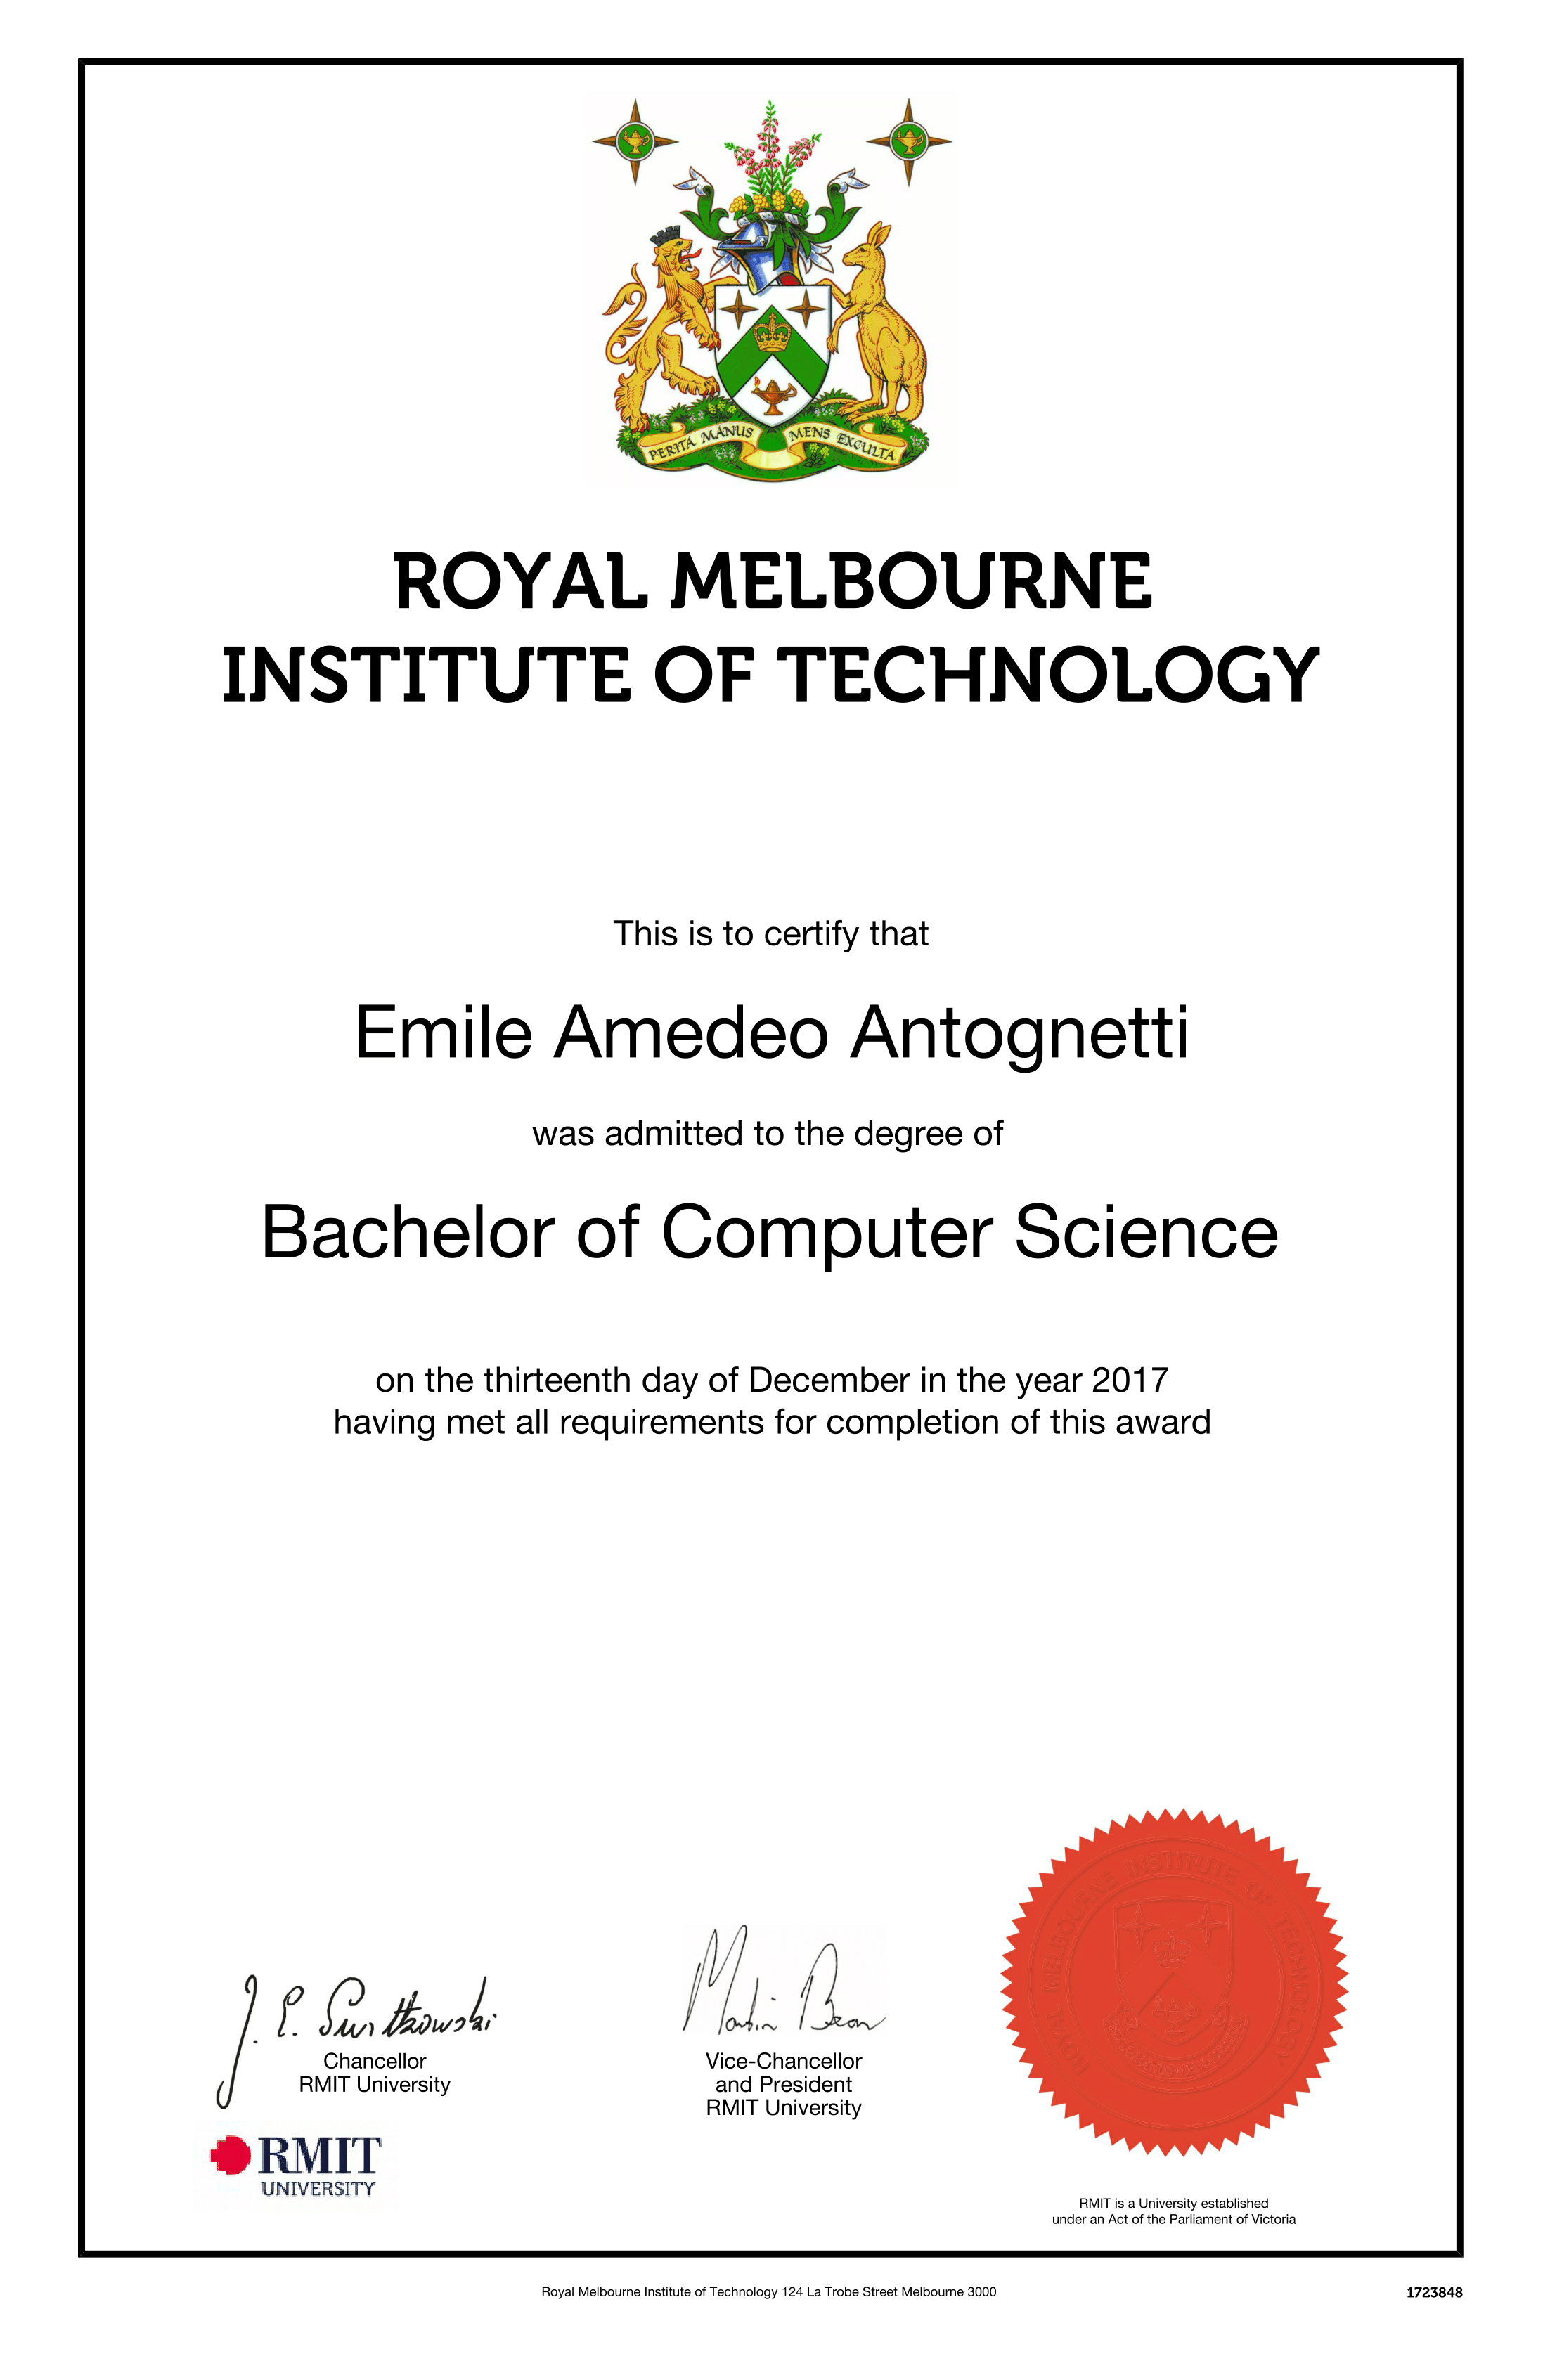 PERITA MANUS MENS EXCULTA
ROYAL MELBOURNE
INSTITUTE OF TECHNOLOGY
This is to certify that
Emile Amedeo Antognetti
was admitted to the degree of
Bachelor of Computer Science
on the thirteenth day of December in the year 2017
having met all requirements for completion of this award
J. E. Switkowski
Chancellor
RMIT University
Martin Bean
Vice-Chancellor
and President
RMIT University
ROYAL MELBOURNE INSTITUTE OF TECHNOLOGY
RMIT
UNIVERSITY
RMIT is a University established
under an Act of the Parliament of Victoria
Royal Melbourne Institute of Technology 124 La Trobe Street Melbourne 3000
1723848